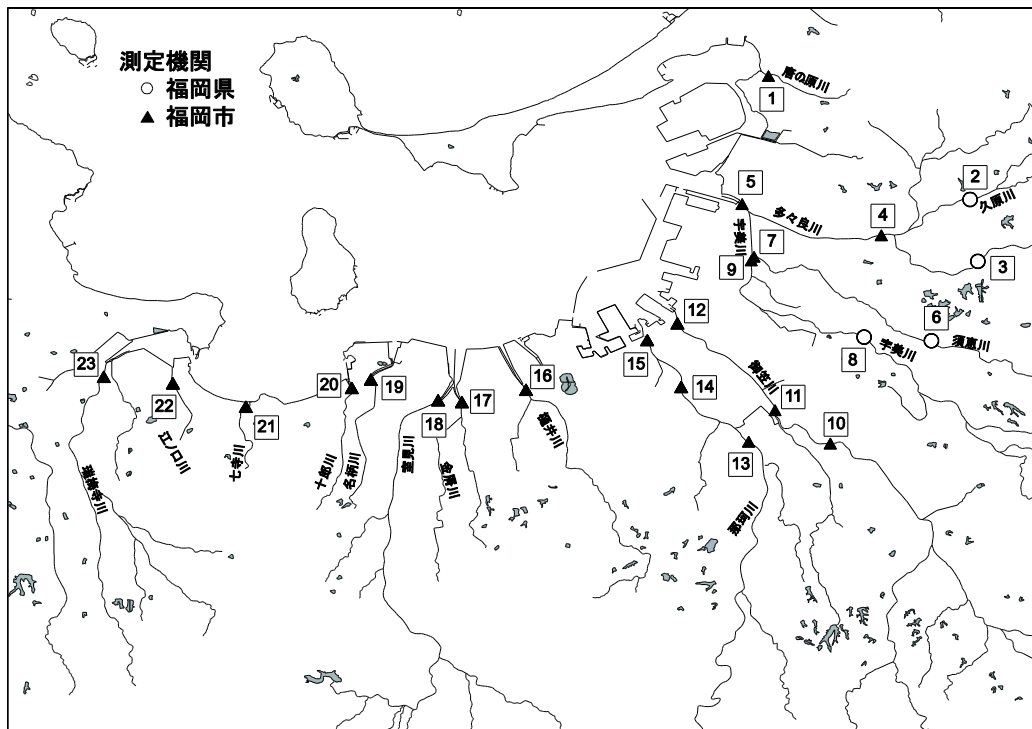 測定機関
○ 福岡県
▲ 福岡市
唐の原川
1
2
久原川
5
多々良川
4
宇美川
7
3
9
6
須恵川
12
8
宇美川
15
御笠川
23
22
20
19
16
14
11
21
18
17
樋井川
10
13
江ノ口川
七寺川
十郎川
名柄川
室見川
金屑川
瑞梅寺川
那珂川